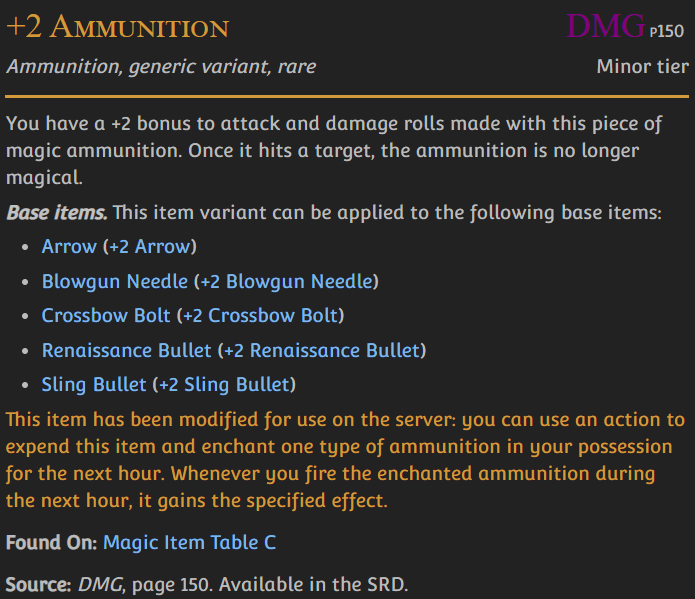 +2 Ammunition DMG P150
Ammunition, generic variant, rare Minor tier
You have a +2 bonus to attack and damage rolls made with this piece of
magic ammunition. Once it hits a target, the ammunition is no longer
magical.
Base items. This item variant can be applied to the following base items:
• Arrow (+2 Arrow)
• Blowgun Needle (+2 Blowgun Needle)
• Crossbow Bolt (+2 Crossbow Bolt)
• Renaissance Bullet (+2 Renaissance Bullet)
• Sling Bullet (+2 Sling Bullet)
This item has been modified for use on the server: you can use an action to
expend this item and enchant one type of ammunition in your possession
for the next hour. Whenever you fire the enchanted ammunition during
the next hour, it gains the specified effect.
Found On: Magic Item Table C
Source: DMG, page 150. Available in the SRD.